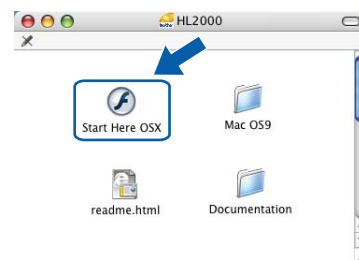 HL2000
Start Here OSX
Mac OS9
readme.html
Documentation